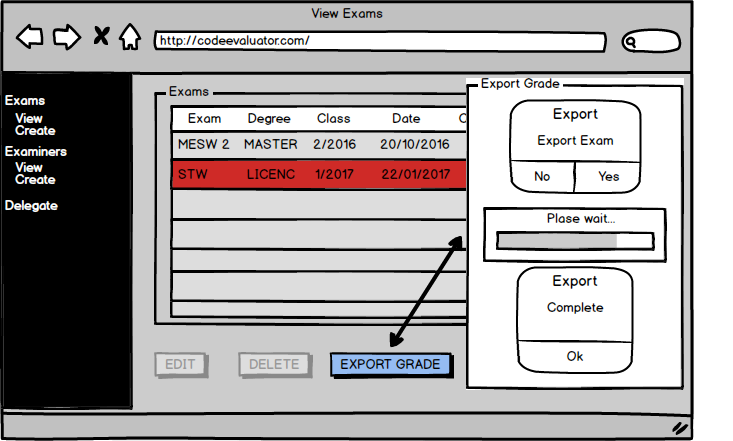 View Exams
http://codeevaluator.com/
Exams
View
Create
Examiners
View
Create
Delegate
Exams
Exam Degree Class Date
MESW 2 MASTER 2/2016 20/10/2016
STW LICENC 1/2017 22/01/2017
EDIT DELETE EXPORT GRADE
Export Grade
Export
Export Exam
No Yes
Plase wait...
Export
Complete
Ok